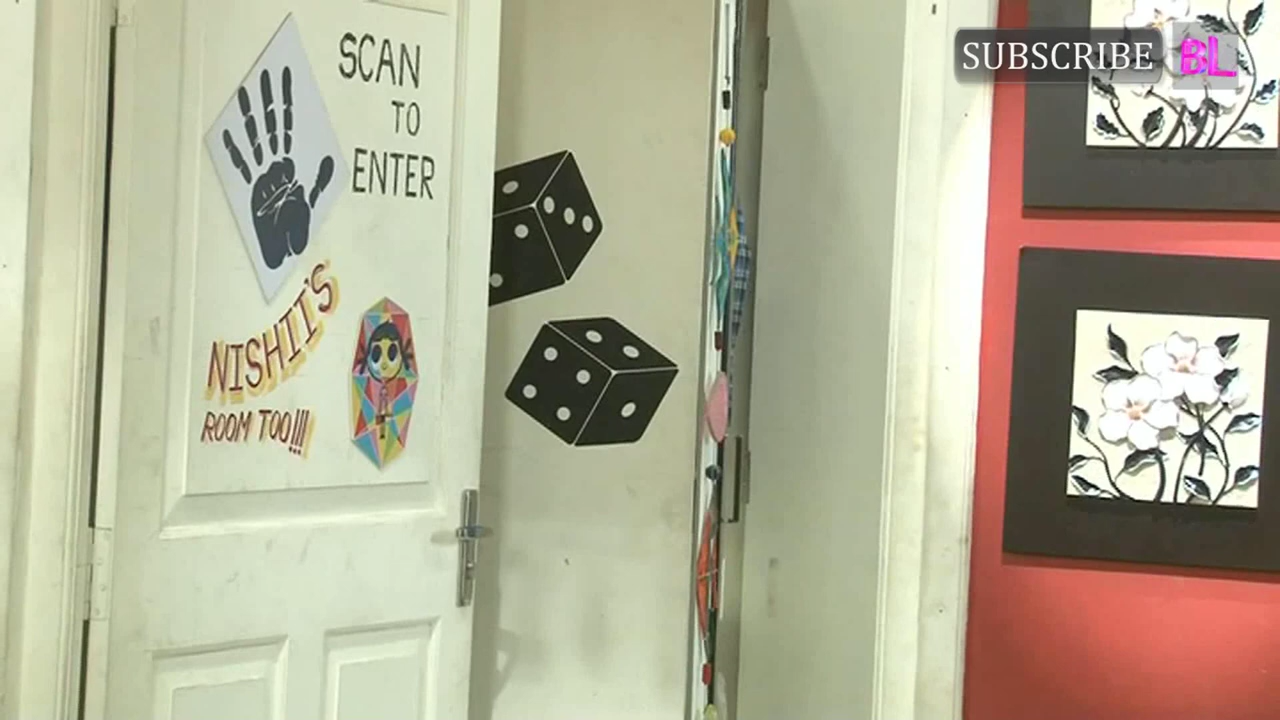 SCAN
TO
ENTER
NISHII'S
ROOM TOO!!!
SUBSCRIBE BL